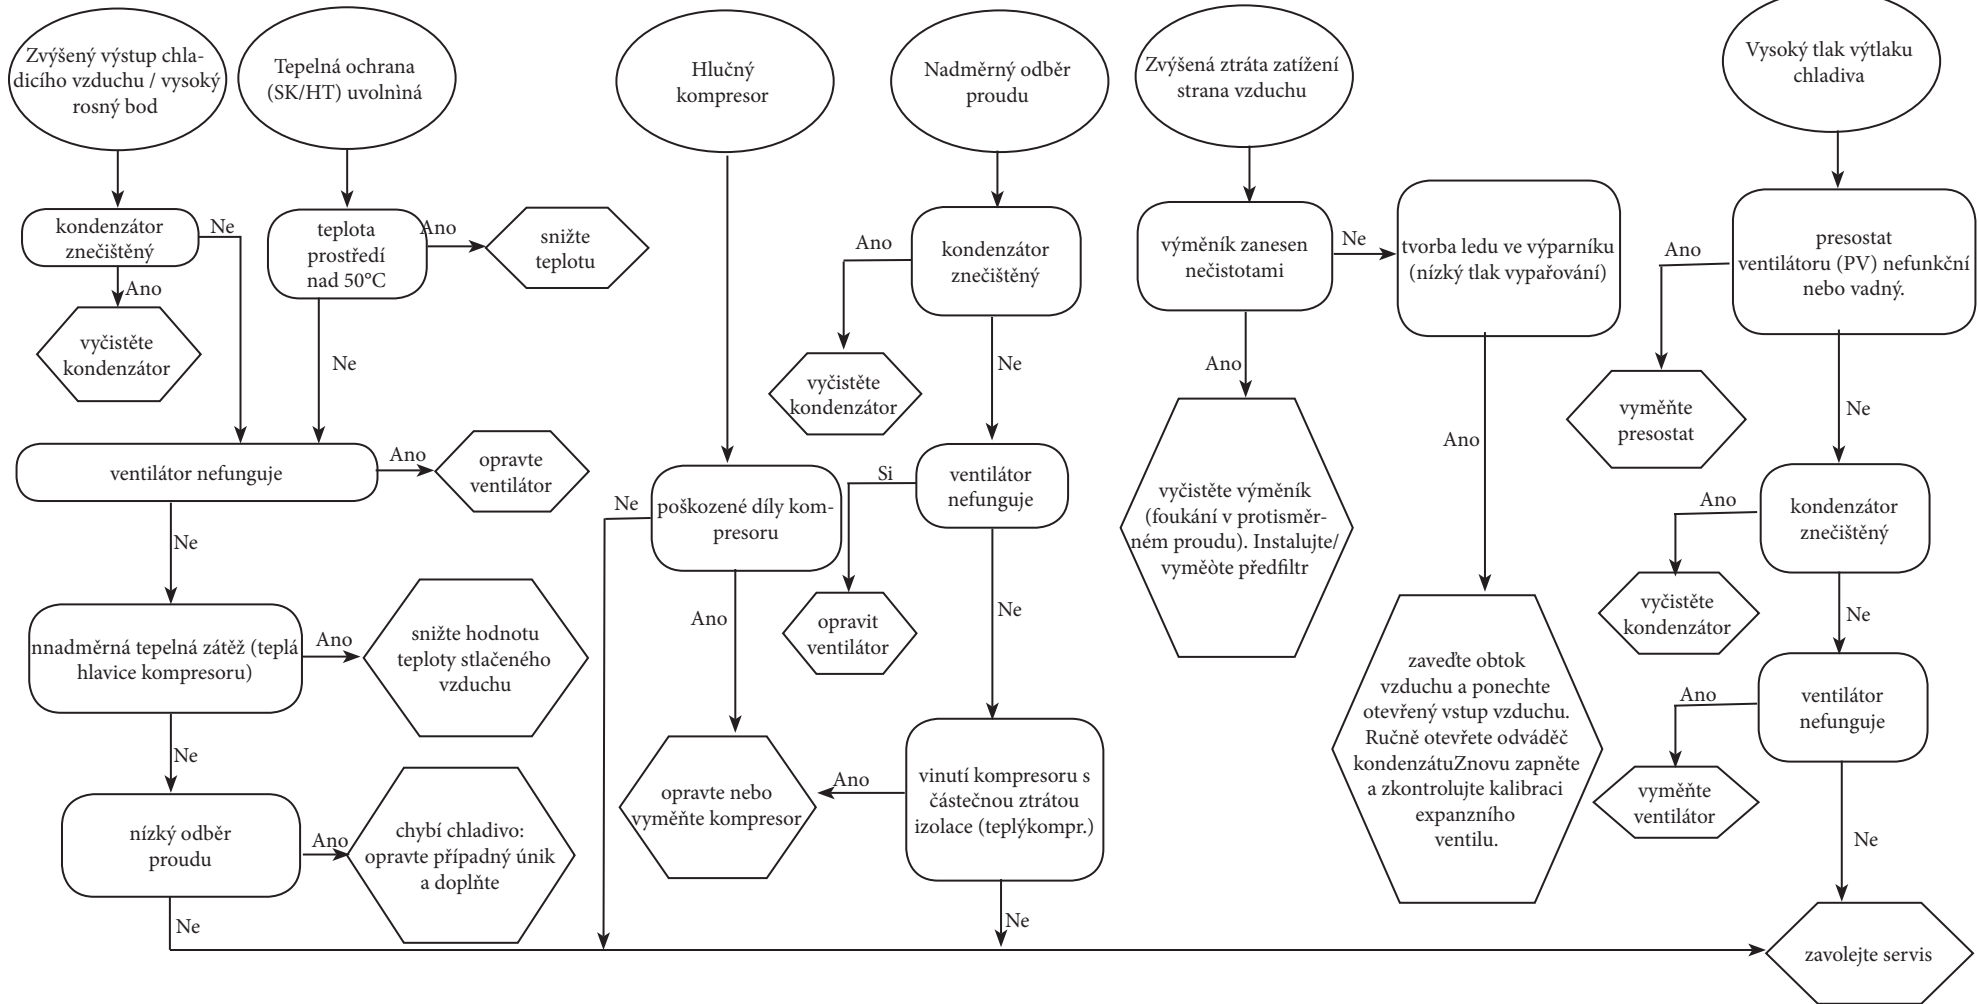 Zvýšený výstup chla-
dicího vzduchu / vysoký
rosný bod
Tepelná ochrana
(SK/HT) uvolnìná
Hlučný
kompresor
Nadměrný odběr
proudu
Zvýšená ztráta zatížení
strana vzduchu
Vysoký tlak výtlaku
chladiva
kondenzátor
znečištěný
Ne
Ano
vyčistěte
kondenzátor
teplota
prostředí
nad 50°C
Ano
snižte
teplotu
Ne
ventilátor nefunguje
Ano
opravte
ventilátor
Ne
nnadměrná tepelná zátěž (teplá
hlavice kompresoru)
Ano
snižte hodnotu
teploty stlačeného
vzduchu
Ne
nízký odběr
proudu
Ano
chybí chladivo:
opravte případný únik
a doplňte
Ne
poškozené díly kom-
presoru
Ne
Ano
opravte nebo
vyměňte kompresor
kondenzátor
znečištěný
Ano
vyčistěte
kondenzátor
Ne
ventilátor
nefunguje
Si
opravit
ventilátor
Ne
vinutí kompresoru s
částečnou ztrátou
izolace (teplýkompr.)
Ano
Ne
výměník zanesen
nečistotami
Ne
Ano
vyčistěte výměník
(foukání v protisměr-
ném proudu). Instalujte/
vyměòte předfiltr
tvorba ledu ve výparníku
(nízký tlak vypařování)
Ano
zaveďte obtok
vzduchu a ponechte
otevřený vstup vzduchu.
Ručně otevřete odváděč
kondenzátuZnovu zapněte
a zkontrolujte kalibraci
expanzního
ventilu.
presostat
ventilátoru (PV) nefunkční
nebo vadný.
Ano
vyměňte
presostat
Ne
kondenzátor
znečištěný
Ano
vyčistěte
kondenzátor
Ne
ventilátor
nefunguje
Ano
vyměňte
ventilátor
Ne
zavolejte servis